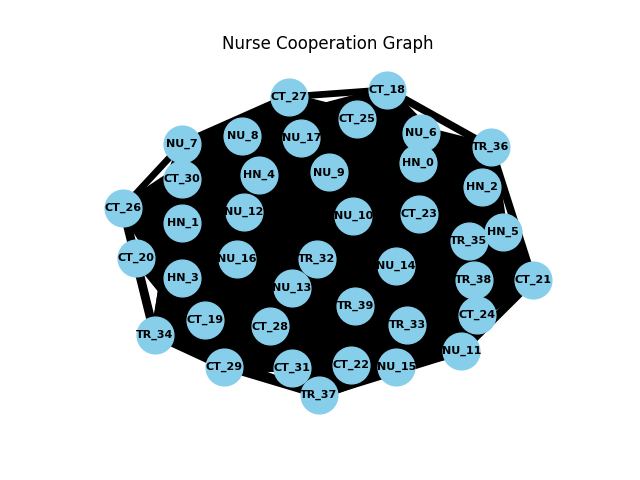 Nurse Cooperation Graph
CT_18
CT_27
CT_25
NU_6
NU_8
NU_17
NU_7
TR_36
HN_0
NU_9
HN_4
CT_30
HN_2
CT_26
NU_12
CT_23
NU_10
HN_1
HN_5
TR_35
CT_20
NU_16
TR_32
NU_14
HN_3
TR_38
CT_21
NU_13
TR_39
CT_24
CT_19
TR_33
CT_28
TR_34
NU_11
CT_22
CT_29
CT_31
NU_15
TR_37